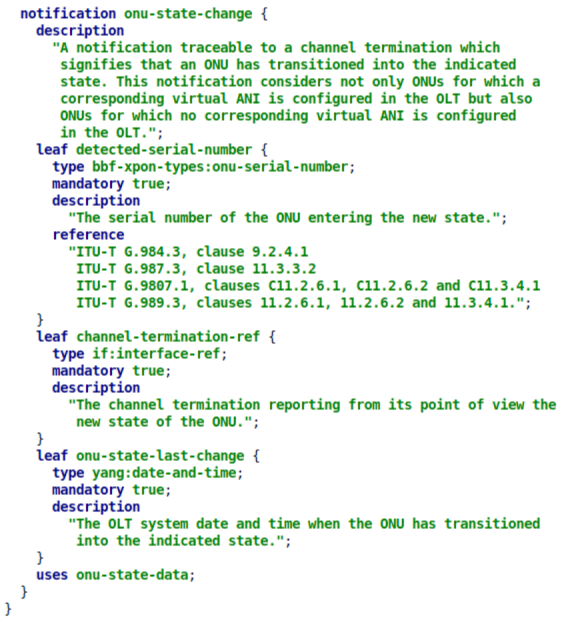 notification onu-state-change {
description
"A notification traceable to a channel termination which
signifies that an ONU has transitioned into the indicated
state. This notification considers not only ONUs for which a
corresponding virtual ANI is configured in the OLT but also
ONUs for which no corresponding virtual ANI is configured
in the OLT.";
leaf detected-serial-number {
type bbf-xpon-types:onu-serial-number;
mandatory true;
description
"The serial number of the ONU entering the new state.";
reference
"ITU-T G.984.3, clause 9.2.4.1
ITU-T G.987.3, clause 11.3.3.2
ITU-T G.9807.1, clauses C11.2.6.1, C11.2.6.2 and C11.3.4.1
ITU-T G.989.3, clauses 11.2.6.1, 11.2.6.2 and 11.3.4.1.";
}
leaf channel-termination-ref {
type if:interface-ref;
mandatory true;
description
"The channel termination reporting from its point of view the
new state of the ONU.";
}
leaf onu-state-last-change {
type yang:date-and-time;
mandatory true;
description
"The OLT system date and time when the ONU has transitioned
into the indicated state.";
}
uses onu-state-data;
}
}